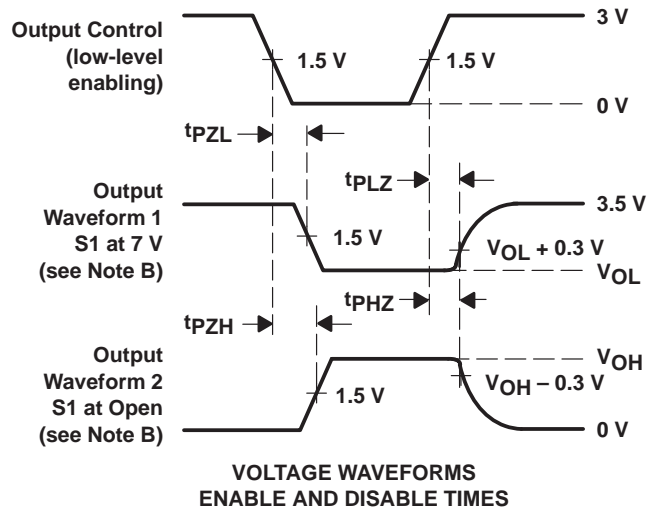 Output Control
(low-level
enabling)
3 V
1.5 V
1.5 V
0 V
tPZL
tPLZ
Output
Waveform 1
S1 at 7 V
(see Note B)
3.5 V
1.5 V
VOL + 0.3 V
VOL
tPHZ
tPZH
Output
Waveform 2
S1 at Open
(see Note B)
VOH
VOH – 0.3 V
1.5 V
0 V
VOLTAGE WAVEFORMS
ENABLE AND DISABLE TIMES